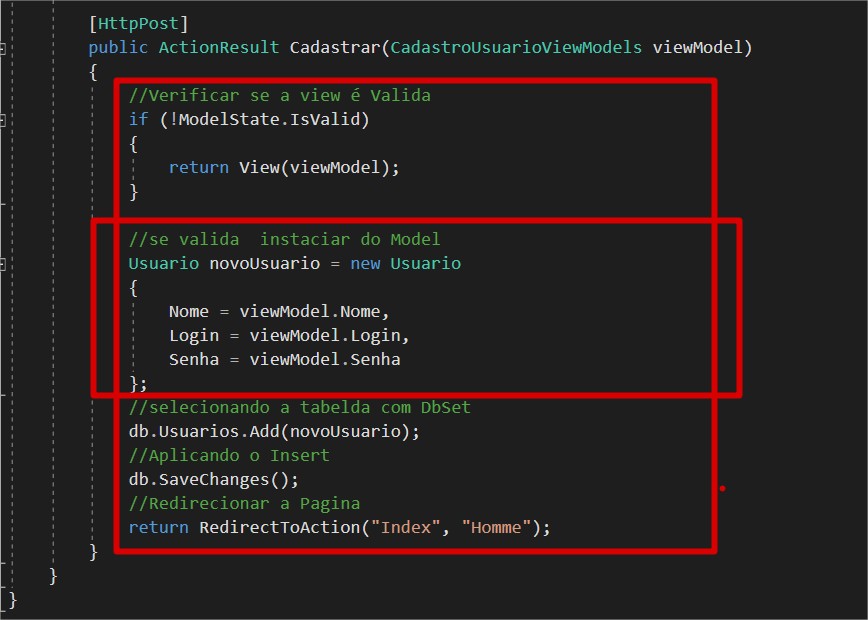 [HttpPost]
public ActionResult Cadastrar(CadastroUsuarioViewModels viewModel)
{
//Verificar se a view é Valida
if (!ModelState.IsValid)
{
return View(viewModel);
}
//se valida  instaciar do Model
Usuario novoUsuario = new Usuario
{
Nome = viewModel.Nome,
Login = viewModel.Login,
Senha = viewModel.Senha
};
//selecionando a tabelda com DbSet
db.Usuarios.Add(novoUsuario);
//Aplicando o Insert
db.SaveChanges();
//Redirecionar a Pagina
return RedirectToAction("Index", "Homme");
}
}
}